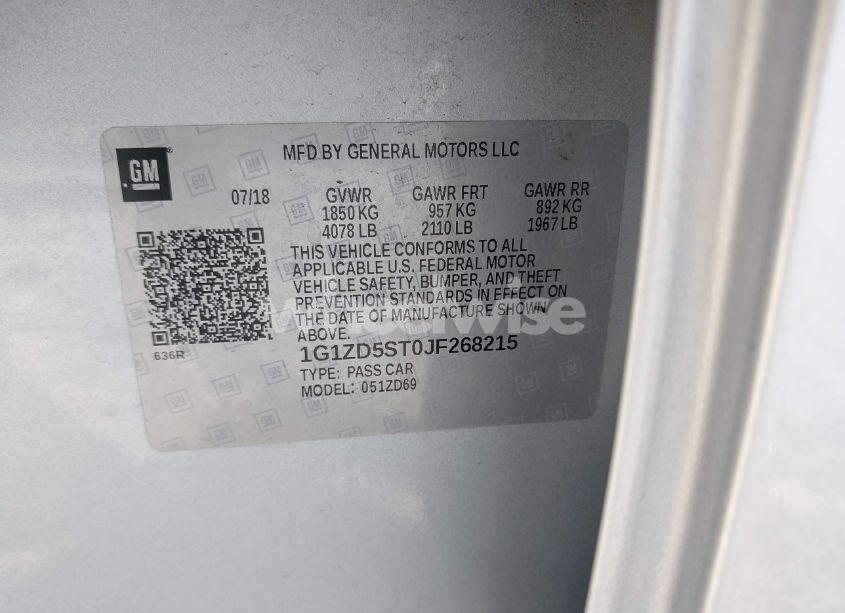 GM
MFD BY GENERAL MOTORS LLC
07/18 GVWR GAWR FRT GAWR RR
1850 KG 957 KG 892 KG
4078 LB 2110 LB 1967 LB
THIS VEHICLE CONFORMS TO ALL
APPLICABLE U.S. FEDERAL MOTOR
VEHICLE SAFETY, BUMPER, AND THEFT
PREVENTION STANDARDS IN EFFECT ON
THE DATE OF MANUFACTURE SHOWN
ABOVE.
636R
1G1ZD5ST0JF268215
TYPE: PASS CAR
MODEL: 051ZD69